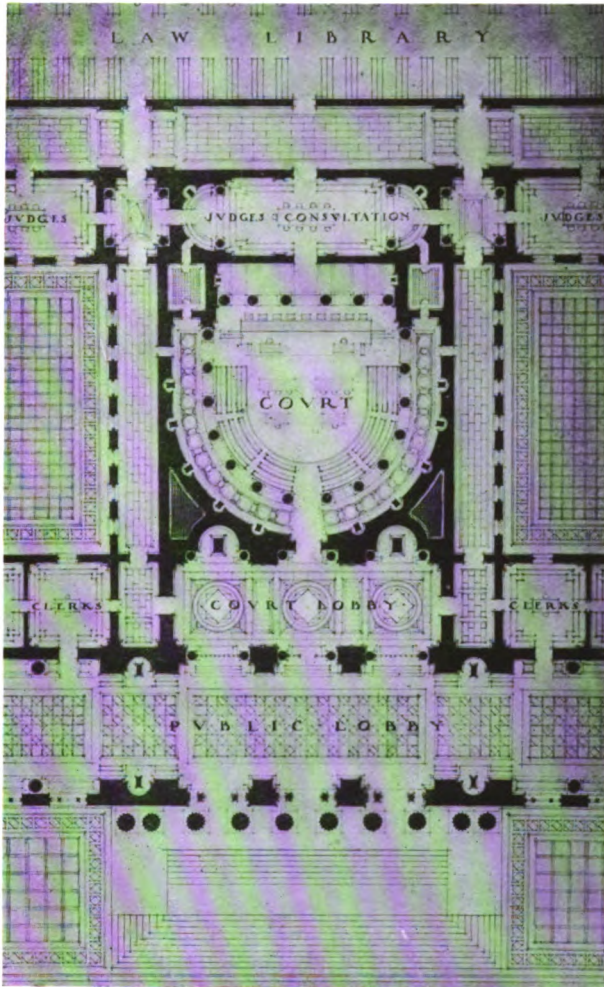 LAW LIBRARY
JVDGES JVDGES CONSVLTATION JVDGES
COVRT
CLERKS COVRT LOBBY CLERKS
PVBLIC LOBBY